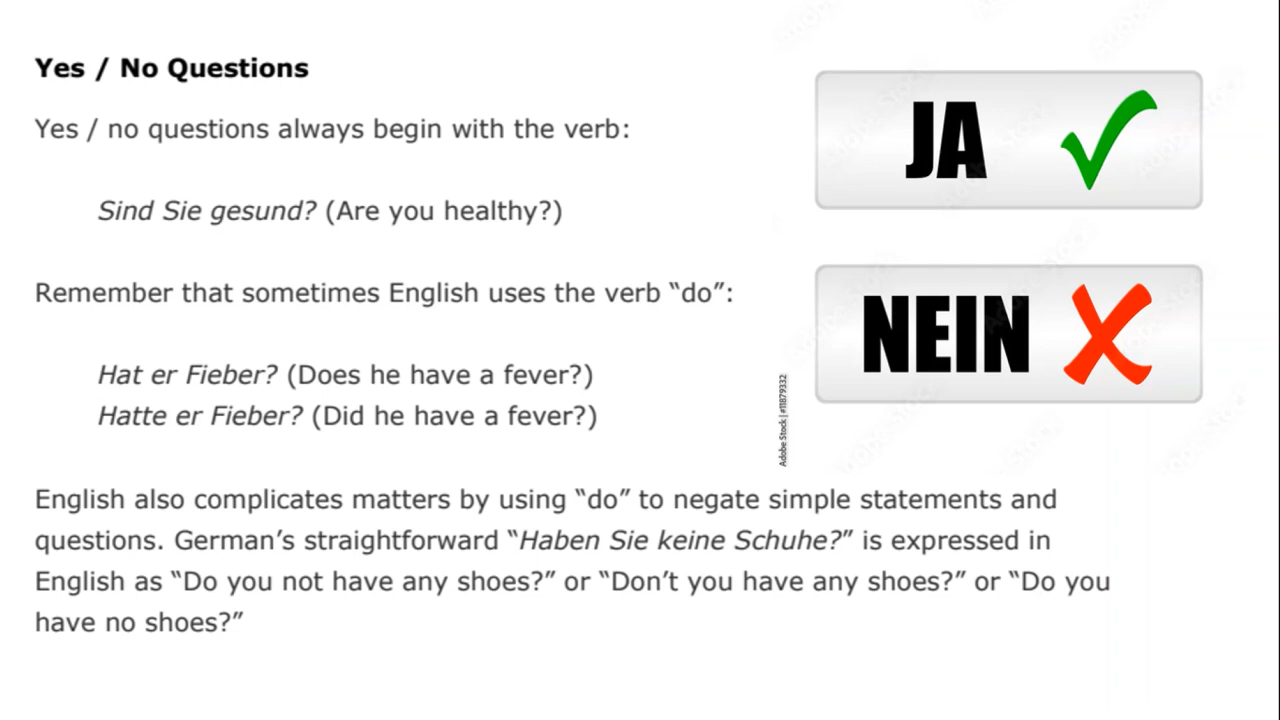 Yes / No Questions
Yes / no questions always begin with the verb:
Sind Sie gesund? (Are you healthy?)
Remember that sometimes English uses the verb “do”:
Hat er Fieber? (Does he have a fever?)
Hatte er Fieber? (Did he have a fever?)
English also complicates matters by using “do” to negate simple statements and
questions. German’s straightforward “Haben Sie keine Schuhe?” is expressed in
English as “Do you not have any shoes?” or “Don’t you have any shoes?” or “Do you
have no shoes?”
JA
NEIN
Adobe Stock | #11879332